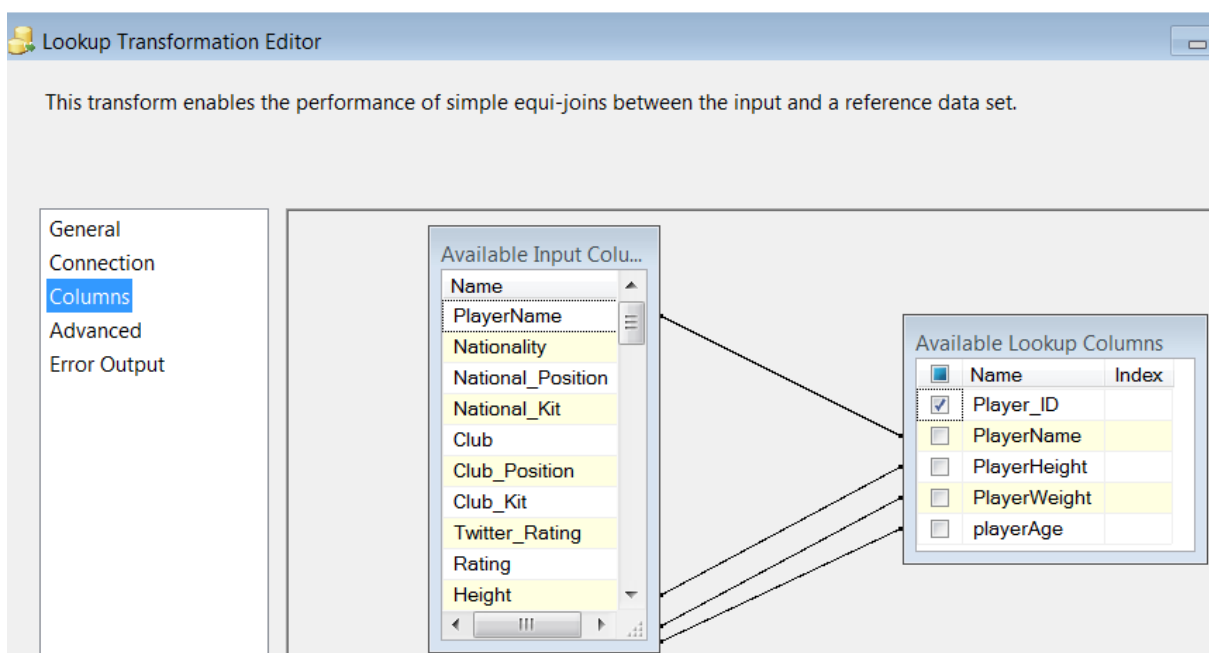 Lookup Transformation Editor
This transform enables the performance of simple equi-joins between the input and a reference data set.
General
Connection
Columns
Advanced
Error Output
Available Input Colu...
Name
PlayerName
Nationality
National_Position
National_Kit
Club
Club_Position
Club_Kit
Twitter_Rating
Rating
Height
Available Lookup Columns
Name Index
Player_ID
PlayerName
PlayerHeight
PlayerWeight
playerAge